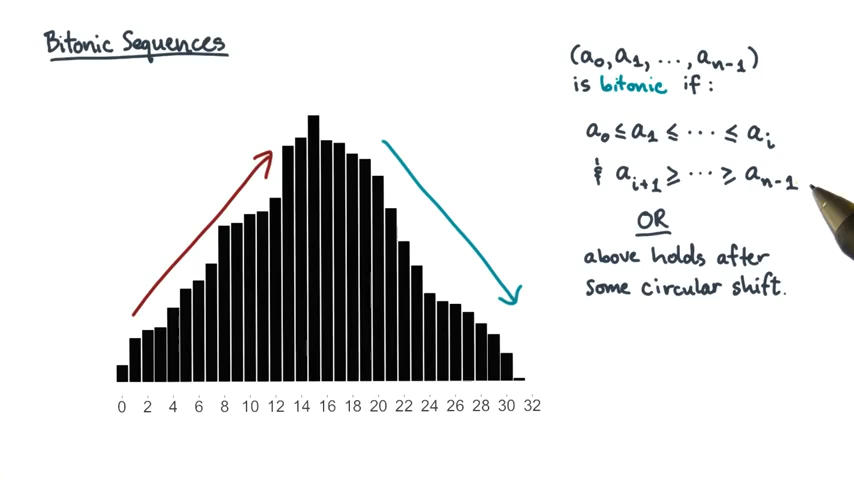 Bitonic Sequences
(a₀, a₁, ..., aₙ₋₁)
is bitonic if:
a₀ ≤ a₁ ≤ ··· ≤ aᵢ
& aᵢ₊₁ ≥ ··· ≥ aₙ₋₁
OR
above holds after
some circular shift.
0 2 4 6 8 10 12 14 16 18 20 22 24 26 28 30 32